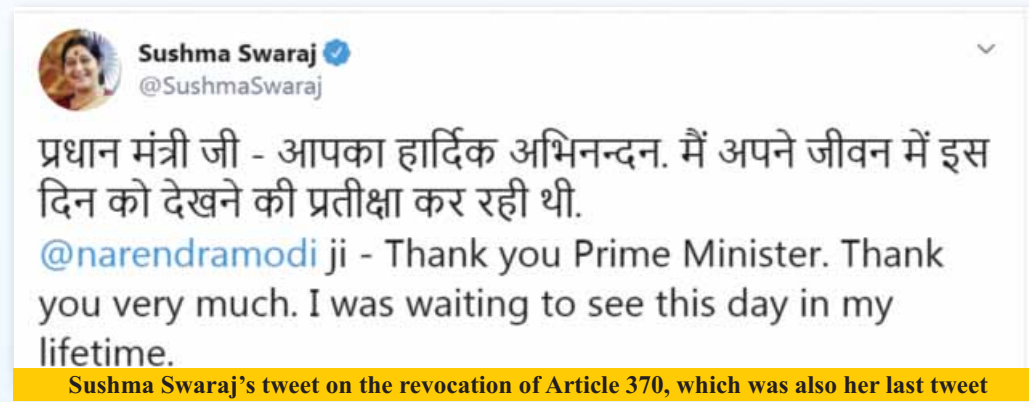 Sushma Swaraj
@SushmaSwaraj
प्रधान मंत्री जी - आपका हार्दिक अभिनन्दन. मैं अपने जीवन में इस
दिन को देखने की प्रतीक्षा कर रही थी.
@narendramodi ji - Thank you Prime Minister. Thank
you very much. I was waiting to see this day in my
lifetime.
Sushma Swaraj’s tweet on the revocation of Article 370, which was also her last tweet